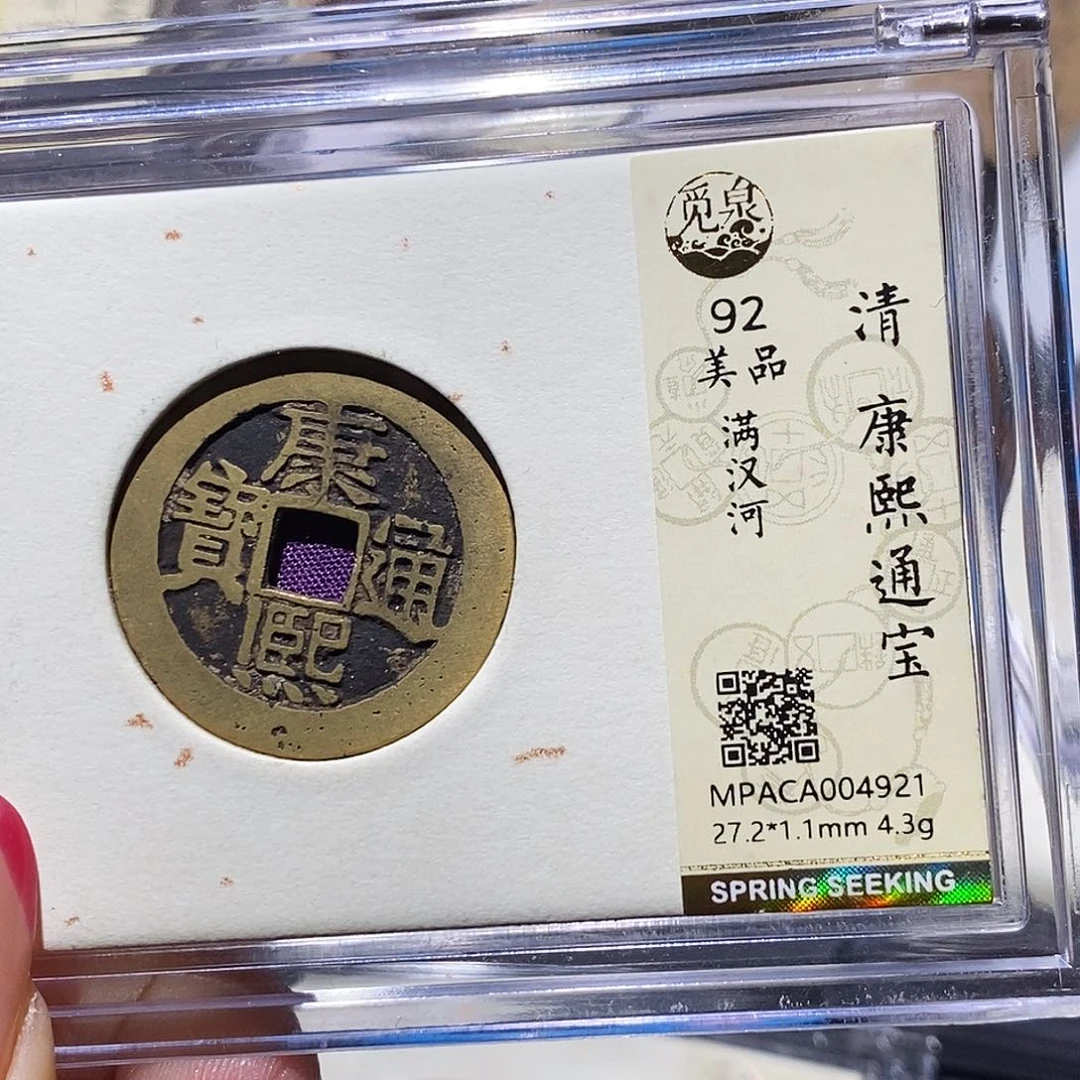 康熙通寶
觅泉
92
美品
满汉河
清 康熙通宝
MPACA004921
27.2*1.1mm 4.3g
SPRING SEEKING